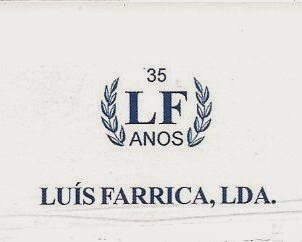 35
LF
ANOS
LUÍS FARRICA, LDA.